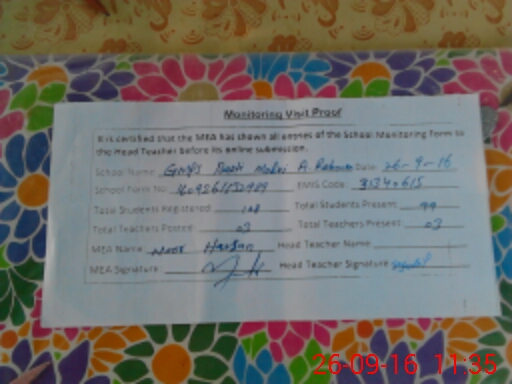 Monitoring Visit Proof
It is certified that the MEA has shown all entries of the School Monitoring Form to
the Head Teacher before its online submission.
School Name: GMPS A. Rehman Date: 26-9-16
School Form No: EMIS Code:
Total Students Registered: 108 Total Students Present: 99
Total Teachers Posted: 03 Total Teachers Present: 03
MEA Name: Hassan Head Teacher Name:
MEA Signature: Head Teacher Signature
26-09-16 11:35